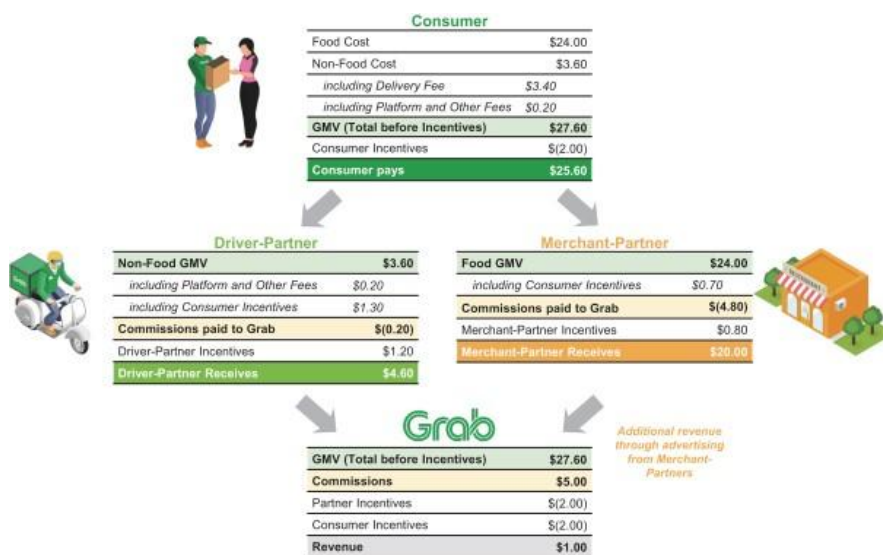 Consumer
Food Cost $24.00
Non-Food Cost $3.60
including Delivery Fee $3.40
including Platform and Other Fees $0.20
GMV (Total before Incentives) $27.60
Consumer Incentives $(2.00)
Consumer pays $25.60
Driver-Partner
Non-Food GMV $3.60
including Platform and Other Fees $0.20
including Consumer Incentives $1.30
Commissions paid to Grab $(0.20)
Driver-Partner Incentives $1.20
Driver-Partner Receives $4.60
Merchant-Partner
Food GMV $24.00
including Consumer Incentives $0.70
Commissions paid to Grab $(4.80)
Merchant-Partner Incentives $0.80
Merchant-Partner Receives $20.00
Grab
GMV (Total before Incentives) $27.60
Commissions $5.00
Partner Incentives $(2.00)
Consumer Incentives $(2.00)
Revenue $1.00
Additional revenue
through advertising
from Merchant-
Partners